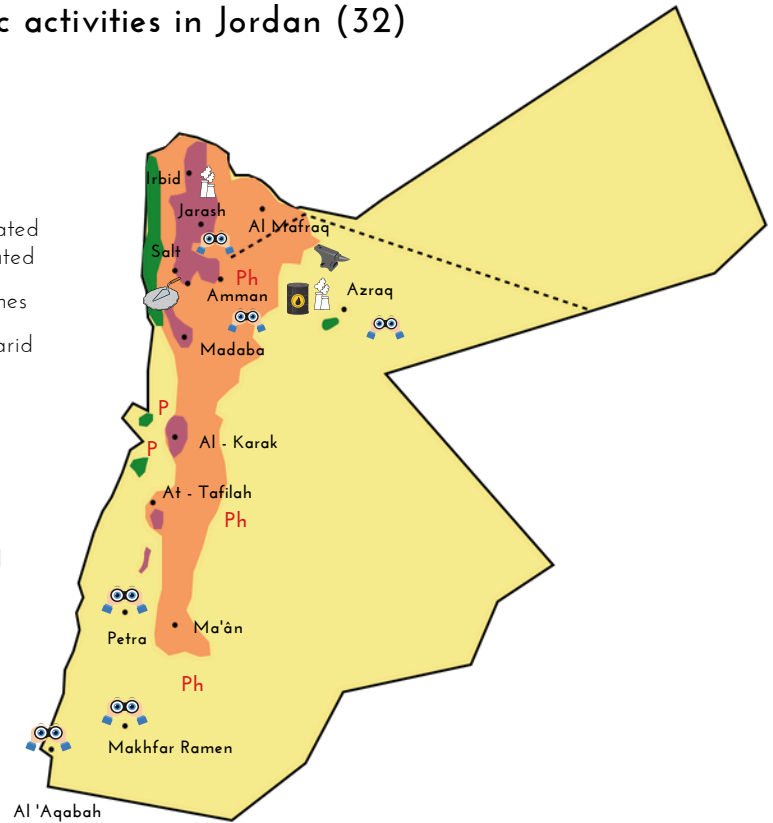 c activities in Jordan (32)
ated
ated
nes
arid
Irbid
Jarash
Al Mafraq
Salt
Ph
Amman
Azraq
Madaba
P
Al - Karak
P
At - Tafilah
Ph
Petra
Ma'ân
Ph
Makhfar Ramen
Al 'Aqabah